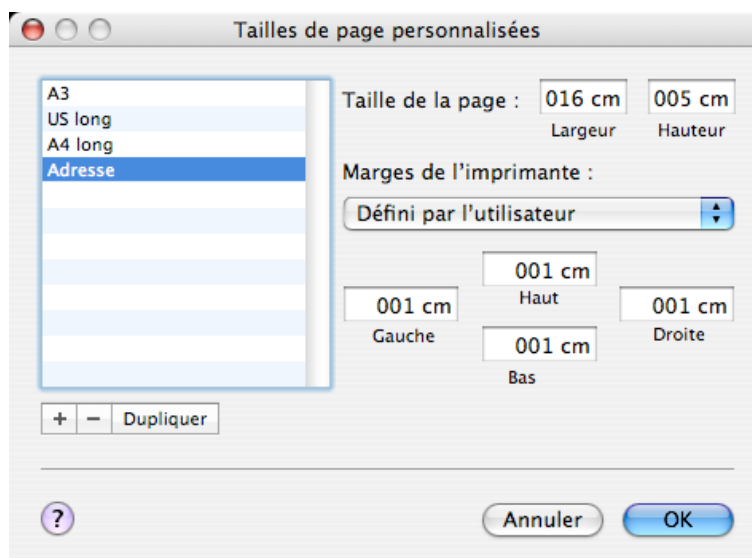 Tailles de page personnalisées
A3
US long
A4 long
Adresse
+ − Dupliquer
Taille de la page : 016 cm 005 cm
Largeur Hauteur
Marges de l'imprimante :
Défini par l'utilisateur
001 cm
Haut
001 cm 001 cm
Gauche Droite
001 cm
Bas
? Annuler OK